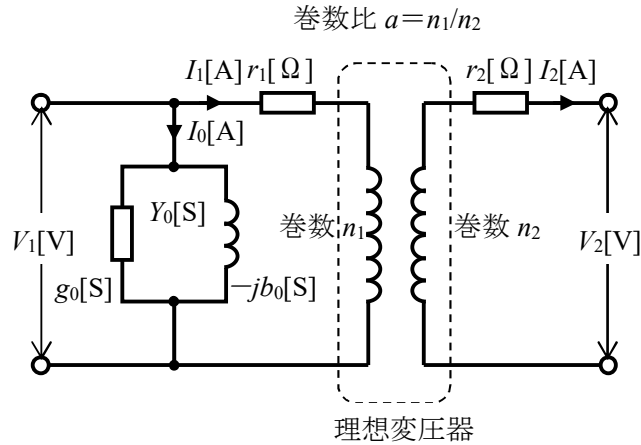 巻数比 a＝n₁/n₂
I₁[A] r₁[Ω] r₂[Ω] I₂[A]
I₀[A]
Y₀[S]
V₁[V] 巻数 n₁ 巻数 n₂ V₂[V]
g₀[S] －jb₀[S]
理想変圧器